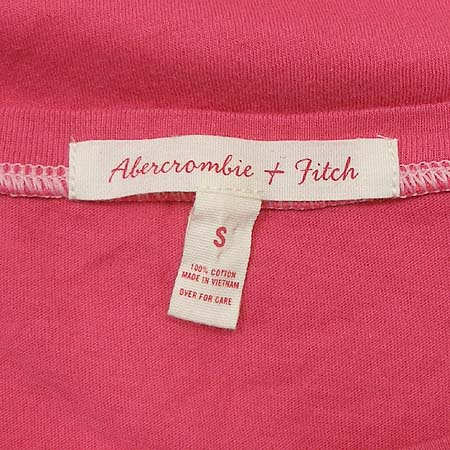 Abercrombie + Fitch
S
100% COTTON
MADE IN VIETNAM
OVER FOR CARE